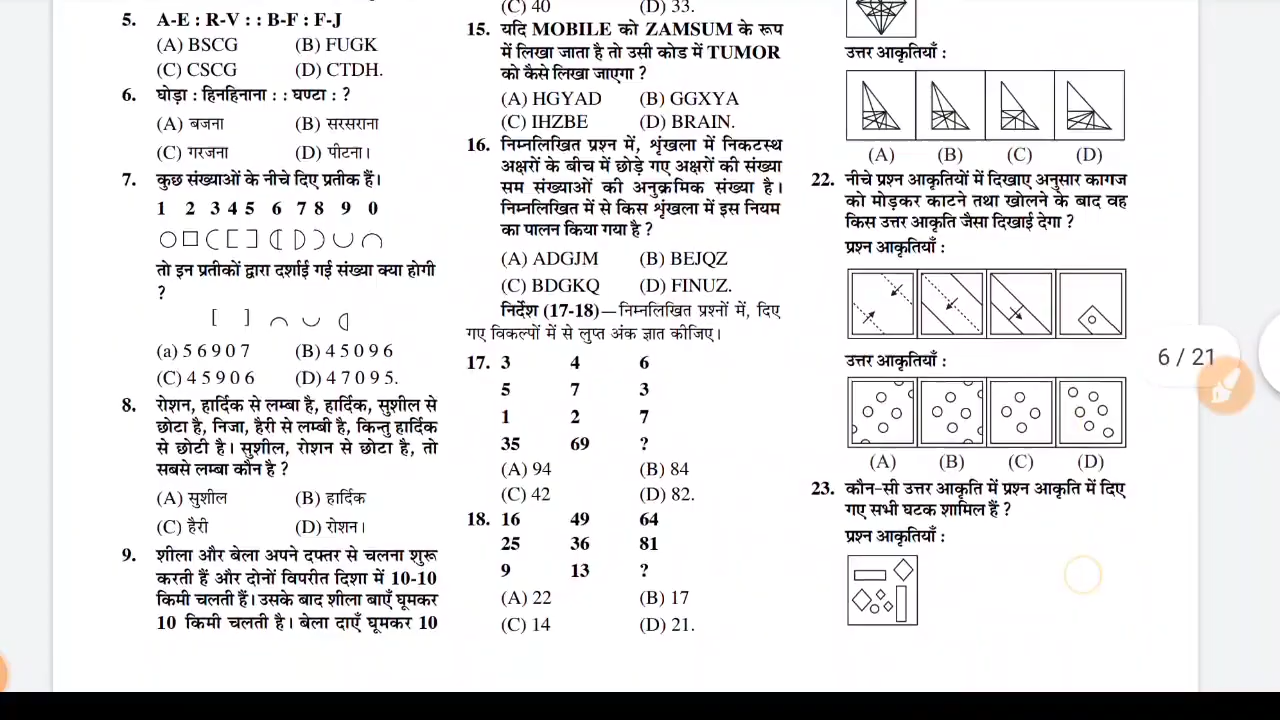 5. A-E : R-V : : B-F : F-J
(A) BSCG (B) FUGK
(C) CSCG (D) CTDH.
6. घोड़ा : हिनहिनाना : : घण्टा : ?
(A) बजना (B) सरसराना
(C) गरजना (D) पीटना।
7. कुछ संख्याओं के नीचे दिए प्रतीक हैं।
1 2 3 4 5 6 7 8 9 0
तो इन प्रतीकों द्वारा दर्शाई गई संख्या क्या होगी
?
(a) 5 6 9 0 7 (B) 4 5 0 9 6
(C) 4 5 9 0 6 (D) 4 7 0 9 5.
8. रोशन, हार्दिक से लम्बा है, हार्दिक, सुशील से
छोटा है, निजा, हैरी से लम्बी है, किन्तु हार्दिक
से छोटी है। सुशील, रोशन से छोटा है, तो
सबसे लम्बा कौन है ?
(A) सुशील (B) हार्दिक
(C) हैरी (D) रोशन।
9. शीला और बेला अपने दफ्तर से चलना शुरू
करती हैं और दोनों विपरीत दिशा में 10-10
किमी चलती हैं। उसके बाद शीला बाएँ घूमकर
10 किमी चलती है। बेला दाएँ घूमकर 10
(C) 40 (D) 33.
15. यदि MOBILE को ZAMSUM के रूप
में लिखा जाता है तो उसी कोड में TUMOR
को कैसे लिखा जाएगा ?
(A) HGYAD (B) GGXYA
(C) IHZBE (D) BRAIN.
16. निम्नलिखित प्रश्न में, शृंखला में निकटस्थ
अक्षरों के बीच में छोड़े गए अक्षरों की संख्या
सम संख्याओं की अनुक्रमिक संख्या है।
निम्नलिखित में से किस शृंखला में इस नियम
का पालन किया गया है ?
(A) ADGJM (B) BEJQZ
(C) BDGKQ (D) FINUZ.
निर्देश (17-18)—निम्नलिखित प्रश्नों में, दिए
गए विकल्पों में से लुप्त अंक ज्ञात कीजिए।
17. 3 4 6
5 7 3
1 2 7
35 69 ?
(A) 94 (B) 84
(C) 42 (D) 82.
18. 16 49 64
25 36 81
9 13 ?
(A) 22 (B) 17
(C) 14 (D) 21.
उत्तर आकृतियाँ :
(A) (B) (C) (D)
22. नीचे प्रश्न आकृतियों में दिखाए अनुसार कागज
को मोड़कर काटने तथा खोलने के बाद वह
किस उत्तर आकृति जैसा दिखाई देगा ?
प्रश्न आकृतियाँ :
उत्तर आकृतियाँ :
(A) (B) (C) (D)
23. कौन-सी उत्तर आकृति में प्रश्न आकृति में दिए
गए सभी घटक शामिल हैं ?
प्रश्न आकृतियाँ :
6 / 21